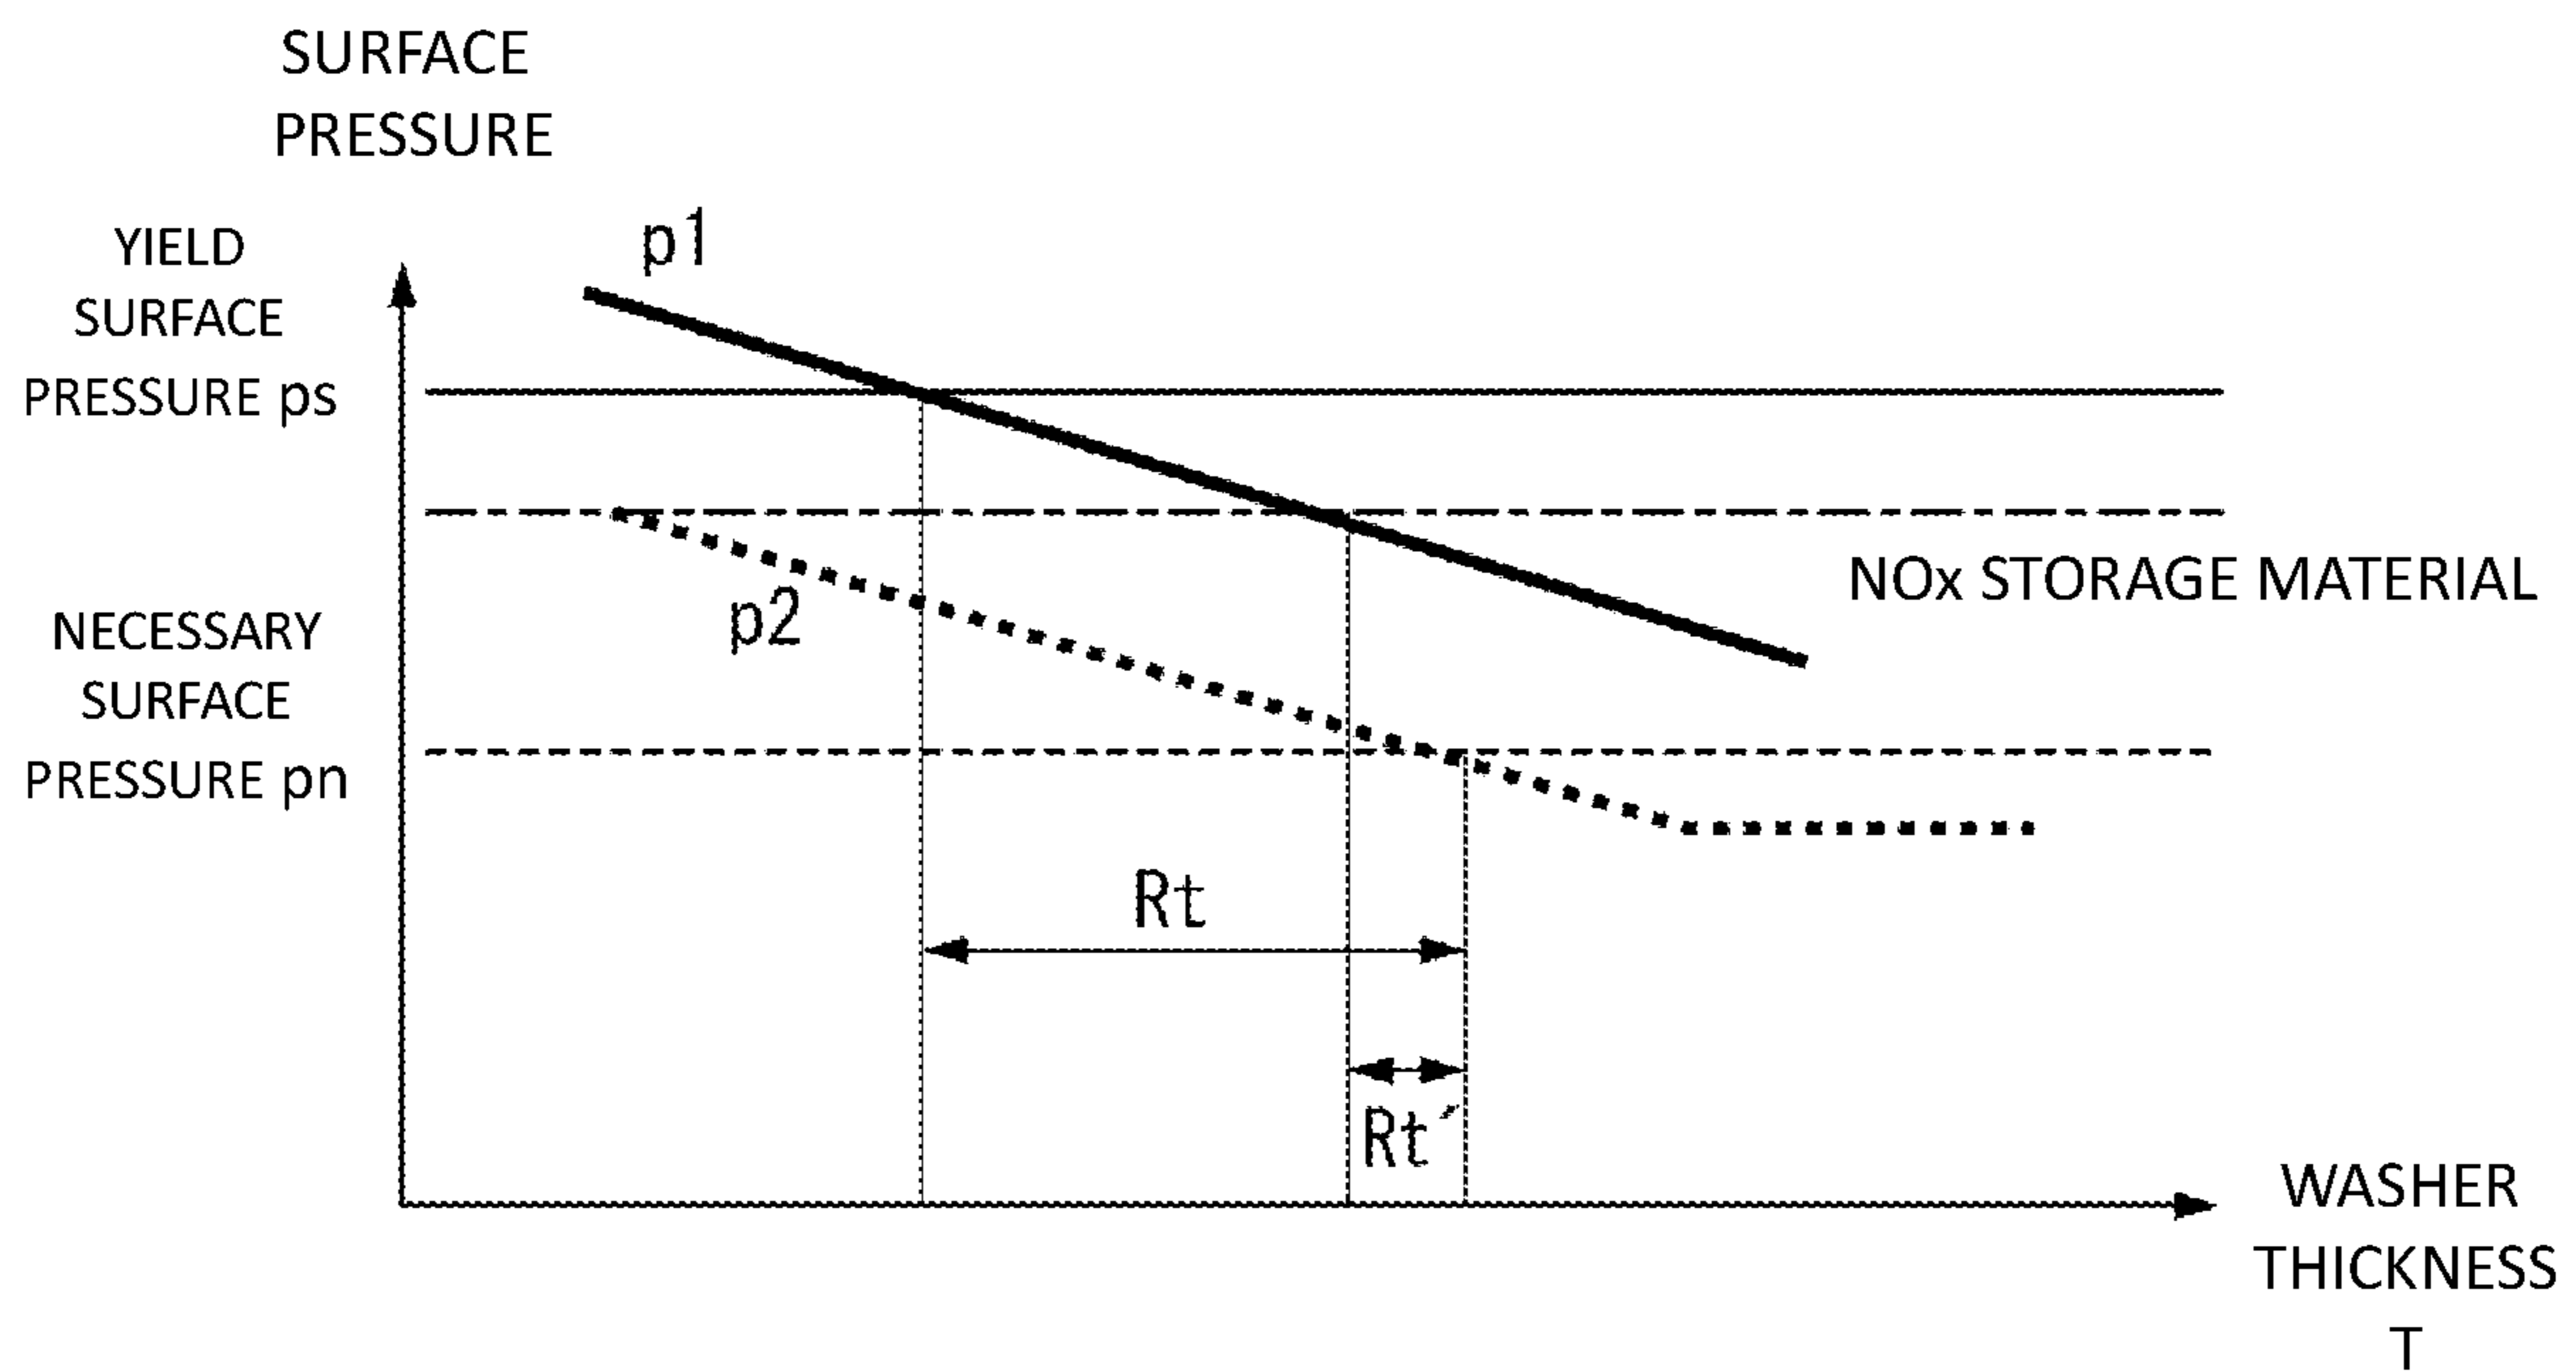 SURFACE
PRESSURE
p1
YIELD
SURFACE
PRESSURE ps
NOx STORAGE MATERIAL
p2
NECESSARY
SURFACE
PRESSURE pn
Rt
Rt´
WASHER
THICKNESS
T